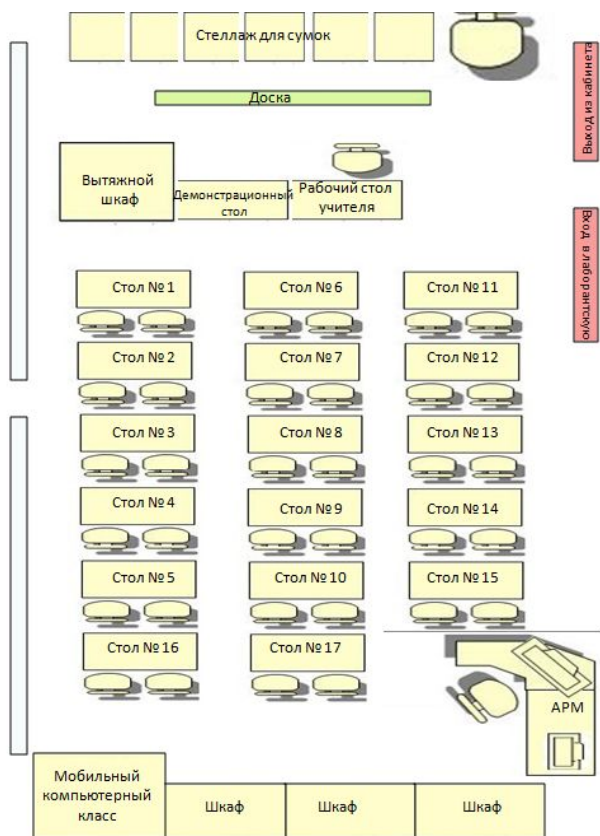 Стеллаж для сумок
Доска
Выход из кабинета
Вытяжной
шкаф
Демонстрационный
стол
Рабочий стол
учителя
Вход в лаборантскую
Стол №1
Стол №6
Стол №11
Стол №2
Стол №7
Стол №12
Стол №3
Стол №8
Стол №13
Стол №4
Стол №9
Стол №14
Стол №5
Стол №10
Стол №15
Стол №16
Стол №17
АРМ
Мобильный
компьютерный
класс
Шкаф
Шкаф
Шкаф